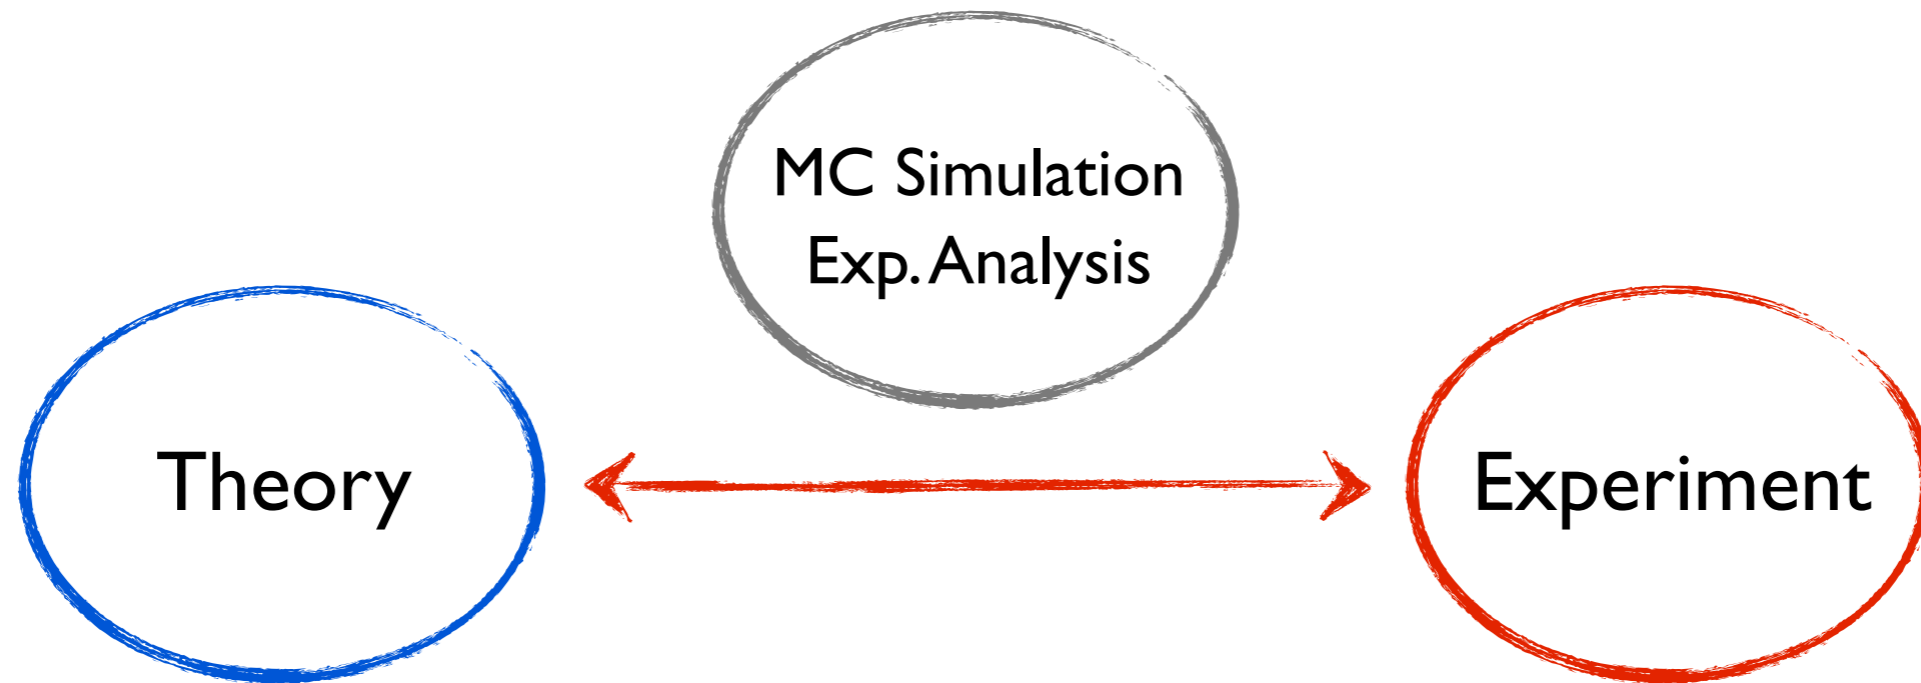 MC Simulation
Exp. Analysis
Theory
Experiment